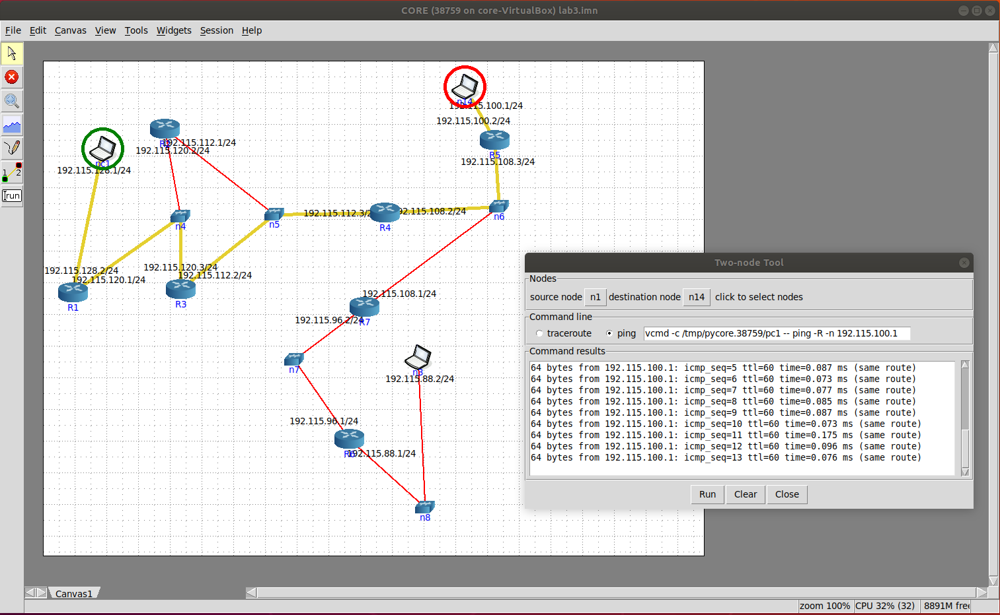 CORE (38759 on core-VirtualBox) lab3.imn
File Edit Canvas View Tools Widgets Session Help
1 2
run
n14
192.115.100.1/24
192.115.100.2/24
R5
192.115.108.3/24
192.115.112.1/24
192.115.120.2/24
pc1
192.115.128.1/24
n4
n5
192.115.112.3/2
R4
92.115.108.2/24
n6
192.115.128.2/24
192.115.120.1/24
R1
192.115.120.3/24
192.115.112.2/24
R3
192.115.108.1/24
192.115.96.2/24
R7
n7
192.115.88.2/24
192.115.96.1/24
192.115.88.1/24
n8
Two-node Tool
Nodes
source node n1 destination node n14 click to select nodes
Command line
traceroute ping vcmd -c /tmp/pycore.38759/pc1 -- ping -R -n 192.115.100.1
Command results
64 bytes from 192.115.100.1: icmp_seq=5 ttl=60 time=0.087 ms (same route)
64 bytes from 192.115.100.1: icmp_seq=6 ttl=60 time=0.073 ms (same route)
64 bytes from 192.115.100.1: icmp_seq=7 ttl=60 time=0.077 ms (same route)
64 bytes from 192.115.100.1: icmp_seq=8 ttl=60 time=0.085 ms (same route)
64 bytes from 192.115.100.1: icmp_seq=9 ttl=60 time=0.087 ms (same route)
64 bytes from 192.115.100.1: icmp_seq=10 ttl=60 time=0.073 ms (same route)
64 bytes from 192.115.100.1: icmp_seq=11 ttl=60 time=0.175 ms (same route)
64 bytes from 192.115.100.1: icmp_seq=12 ttl=60 time=0.096 ms (same route)
64 bytes from 192.115.100.1: icmp_seq=13 ttl=60 time=0.076 ms (same route)
Run Clear Close
Canvas1
zoom 100% CPU 32% (32) 8891M free